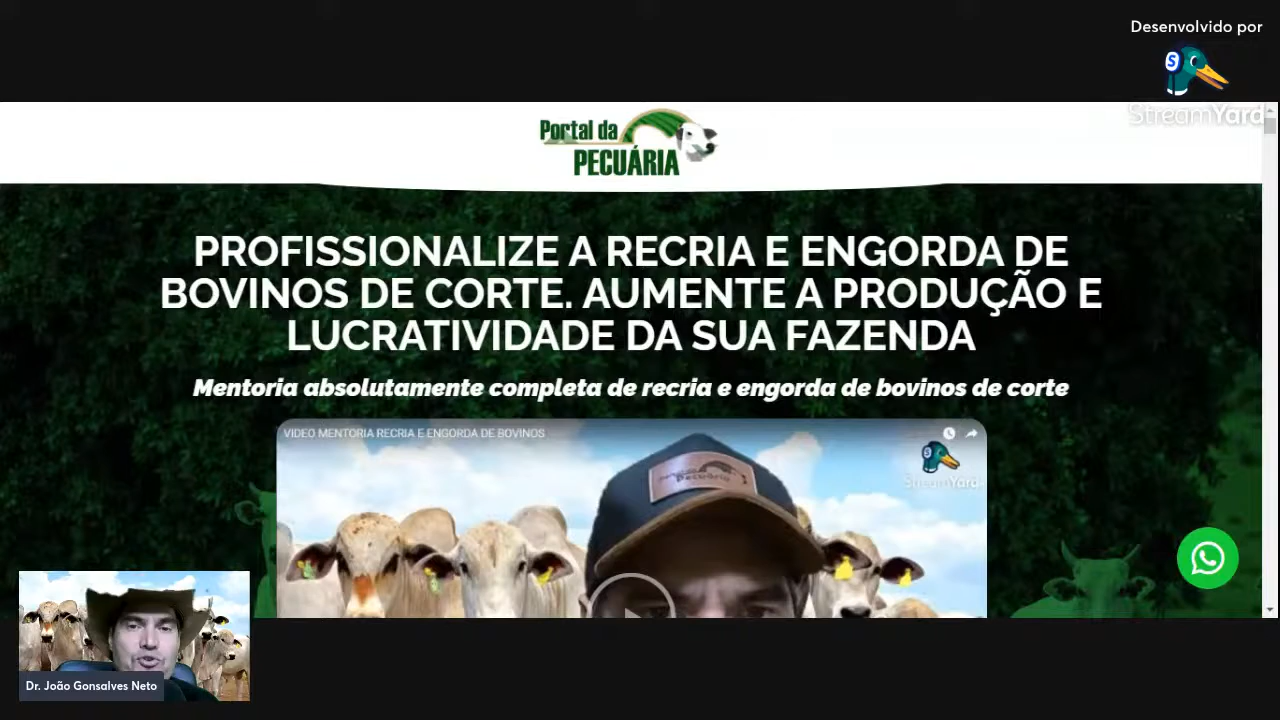 Desenvolvido por
StreamYard
Portal da
PECUÁRIA
PROFISSIONALIZE A RECRIA E ENGORDA DE
BOVINOS DE CORTE. AUMENTE A PRODUÇÃO E
LUCRATIVIDADE DA SUA FAZENDA
Mentoria absolutamente completa de recria e engorda de bovinos de corte
VIDEO MENTORIA RECRIA E ENGORDA DE BOVINOS
StreamYard
Pecuária
Dr. João Gonsalves Neto